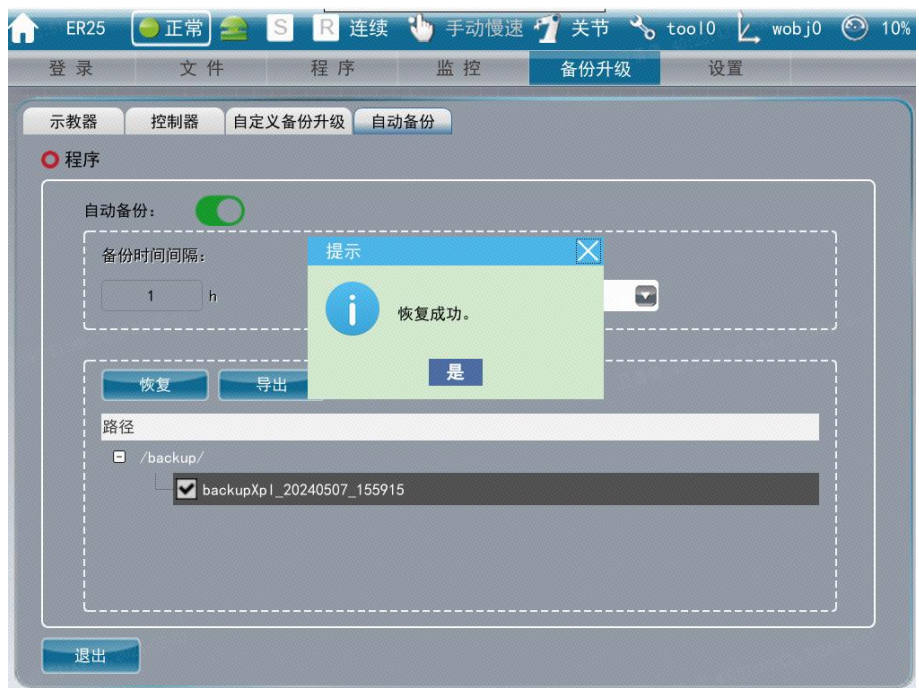 ER25 正常 S R 连续 手动慢速 关节 tool0 wobj0 10%
登录 文件 程序 监控 备份升级 设置
示教器 控制器 自定义备份升级 自动备份
程序
自动备份：
备份时间间隔：
1 h
提示
恢复成功。
是
恢复 导出
路径
/backup/
backupXpl_20240507_155915
退出